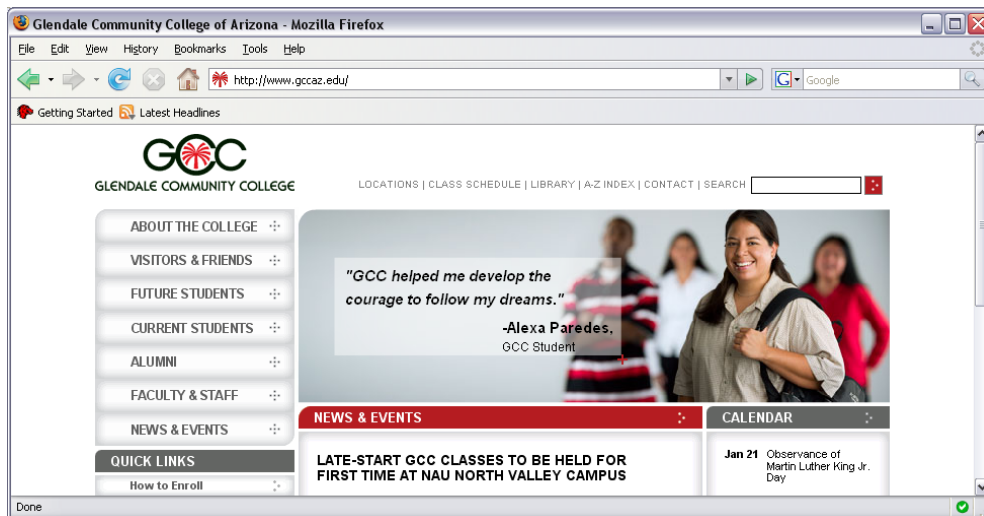 Glendale Community College of Arizona - Mozilla Firefox
File Edit View History Bookmarks Tools Help
http://www.gccaz.edu/
G Google
Getting Started Latest Headlines
GCC
GLENDALE COMMUNITY COLLEGE
LOCATIONS | CLASS SCHEDULE | LIBRARY | A-Z INDEX | CONTACT | SEARCH
ABOUT THE COLLEGE
VISITORS & FRIENDS
FUTURE STUDENTS
CURRENT STUDENTS
ALUMNI
FACULTY & STAFF
NEWS & EVENTS
QUICK LINKS
How to Enroll
"GCC helped me develop the
courage to follow my dreams."
-Alexa Paredes,
GCC Student
NEWS & EVENTS
LATE-START GCC CLASSES TO BE HELD FOR
FIRST TIME AT NAU NORTH VALLEY CAMPUS
CALENDAR
Jan 21 Observance of
Martin Luther King Jr.
Day
Done